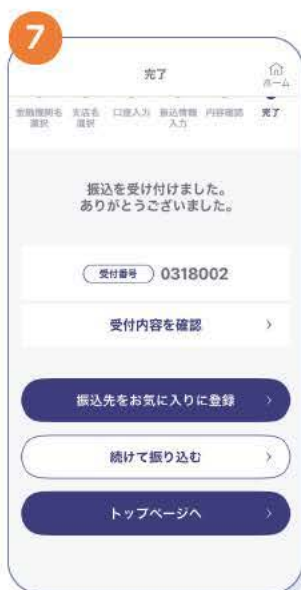 7
完了
ホーム
金融機関名
選択
支店名
選択
口座入力
振込情報
入力
内容確認
完了
振込を受け付けました。
ありがとうございました。
受付番号 0318002
受付内容を確認
振込先をお気に入りに登録
続けて振り込む
トップページへ